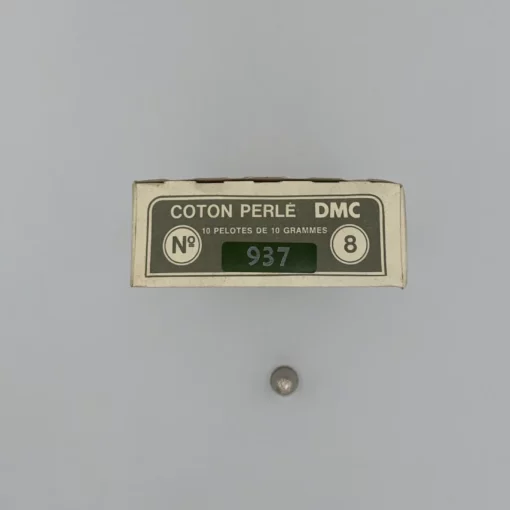 COTON PERLÉ DMC
10 PELOTES DE 10 GRAMMES
Nº 937 8